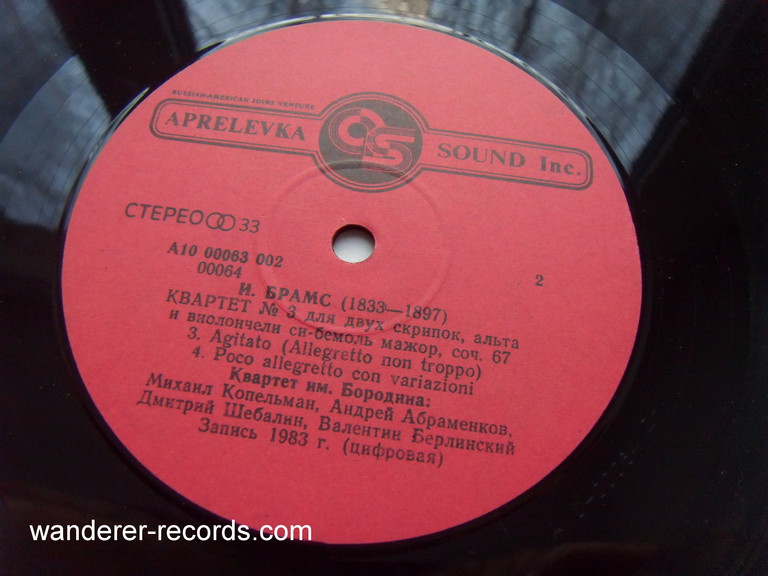 RUSSIAN-AMERICAN JOINT VENTURE
APRELEVKA SOUND Inc.
СТЕРЕО 33
А10 00063 002
00064
2
И. БРАМС (1833—1897)
КВАРТЕТ № 3 для двух скрипок, альта
и виолончели си-бемоль мажор, соч. 67
3. Agitato (Allegretto non troppo)
4. Poco allegretto con variazioni
Квартет им. Бородина:
Михаил Копельман, Андрей Абраменков,
Дмитрий Шебалин, Валентин Берлинский
Запись 1983 г. (цифровая)
wanderer-records.com